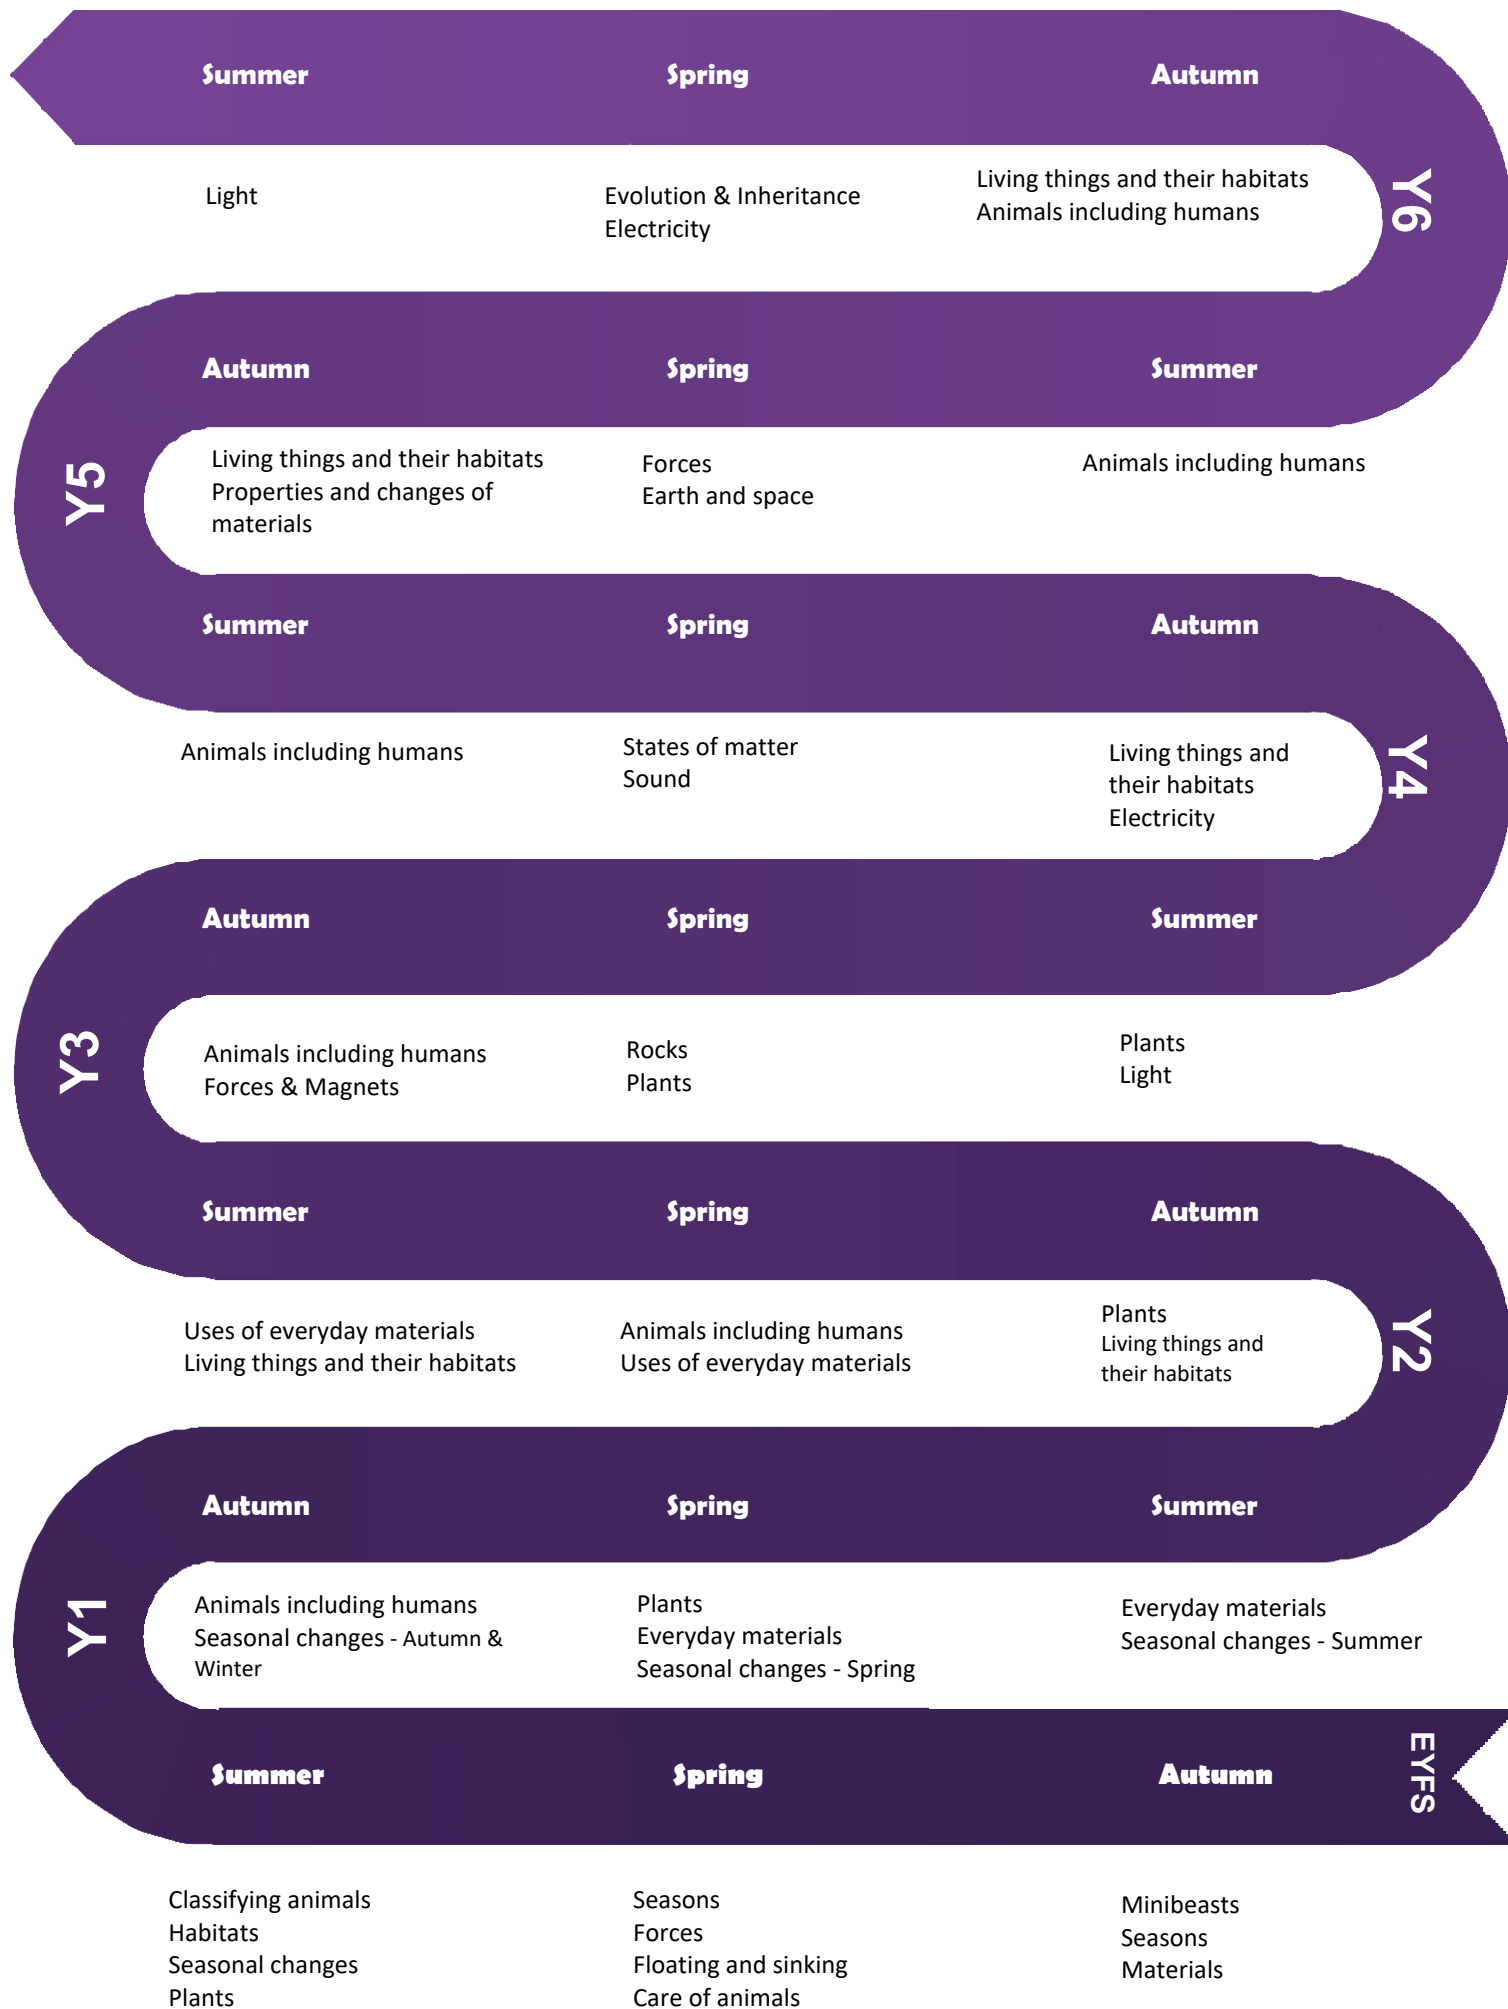 Summer
Spring
Autumn
Y6
Light
Evolution & Inheritance
Electricity
Living things and their habitats
Animals including humans
Autumn
Spring
Summer
Y5
Living things and their habitats
Properties and changes of
materials
Forces
Earth and space
Animals including humans
Summer
Spring
Autumn
Y4
Animals including humans
States of matter
Sound
Living things and
their habitats
Electricity
Autumn
Spring
Summer
Y3
Animals including humans
Forces & Magnets
Rocks
Plants
Plants
Light
Summer
Spring
Autumn
Y2
Uses of everyday materials
Living things and their habitats
Animals including humans
Uses of everyday materials
Plants
Living things and
their habitats
Autumn
Spring
Summer
Y1
Animals including humans
Seasonal changes - Autumn &
Winter
Plants
Everyday materials
Seasonal changes - Spring
Everyday materials
Seasonal changes - Summer
Summer
Spring
Autumn
EYFS
Classifying animals
Habitats
Seasonal changes
Plants
Seasons
Forces
Floating and sinking
Care of animals
Minibeasts
Seasons
Materials